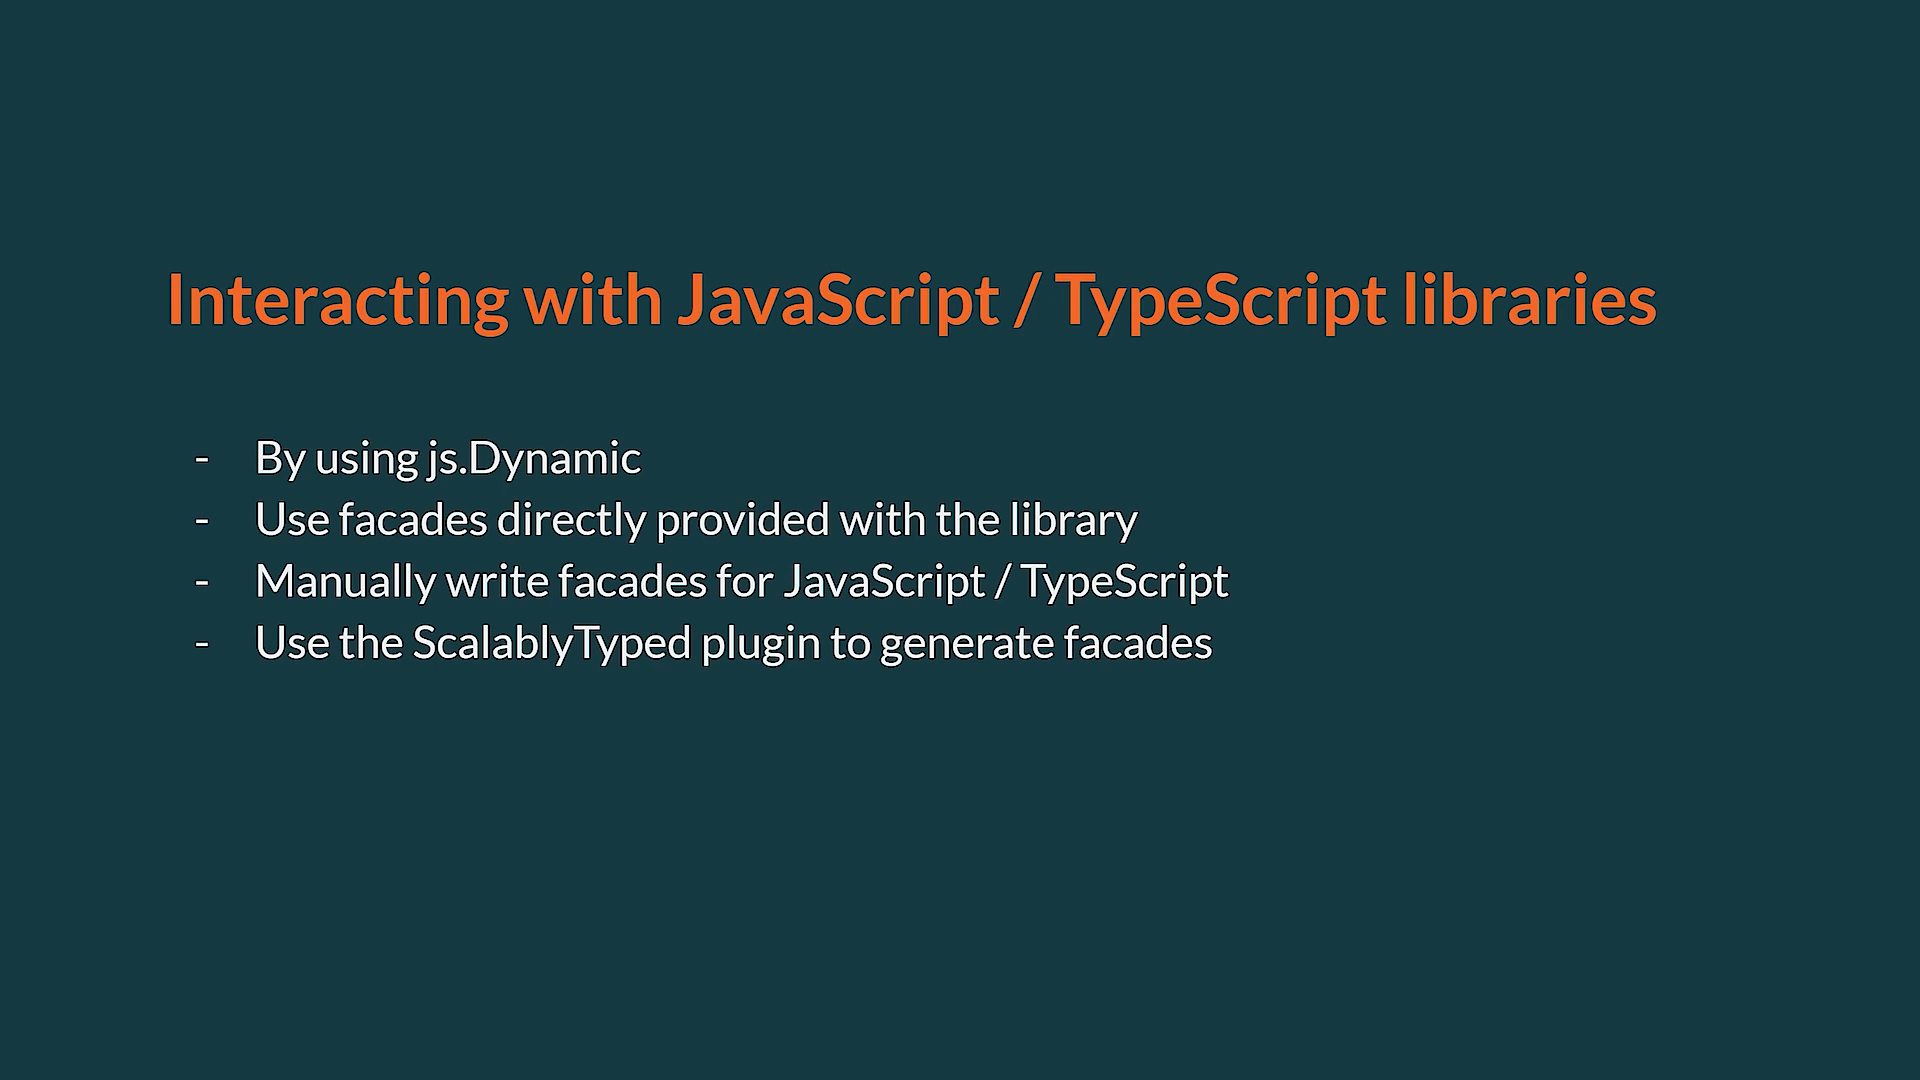 Interacting with JavaScript / TypeScript libraries
- By using js.Dynamic
- Use facades directly provided with the library
- Manually write facades for JavaScript / TypeScript
- Use the ScalablyTyped plugin to generate facades